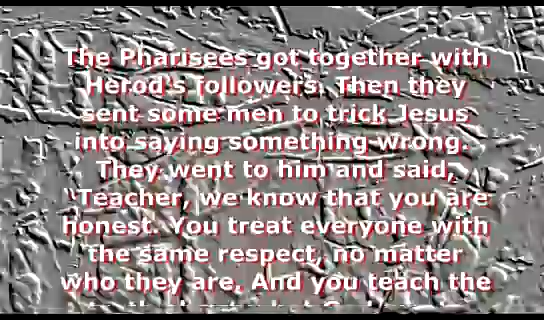 The Pharisees got together with
Herod's followers. Then they
sent some men to trick Jesus
into saying something wrong.
They went to him and said,
"Teacher, we know that you are
honest. You treat everyone with
the same respect, no matter
who they are. And you teach the